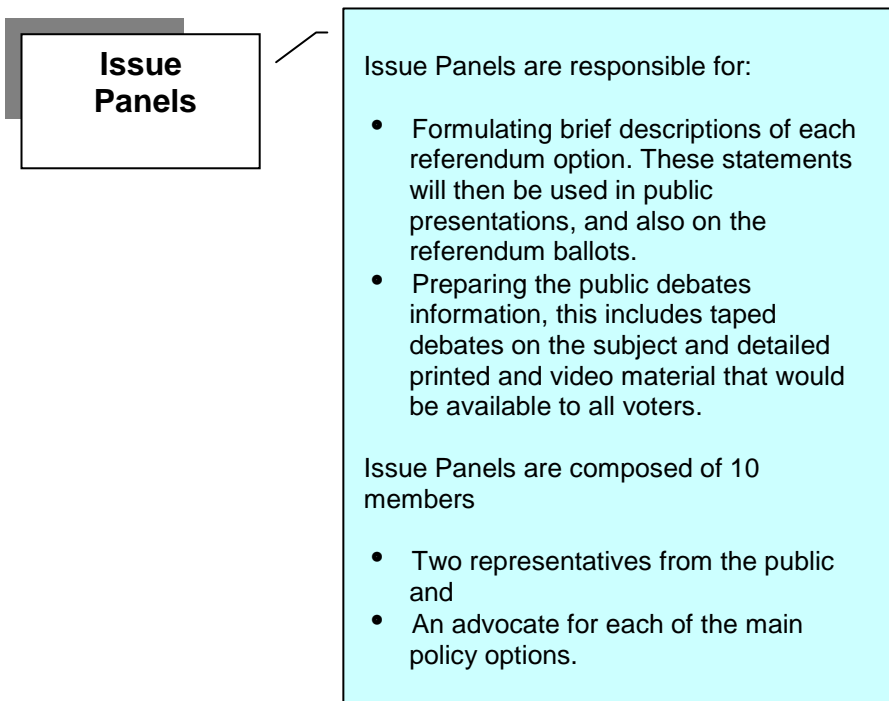 Issue
Panels
Issue Panels are responsible for:
• Formulating brief descriptions of each
referendum option. These statements
will then be used in public
presentations, and also on the
referendum ballots.
• Preparing the public debates
information, this includes taped
debates on the subject and detailed
printed and video material that would
be available to all voters.
Issue Panels are composed of 10
members
• Two representatives from the public
and
• An advocate for each of the main
policy options.